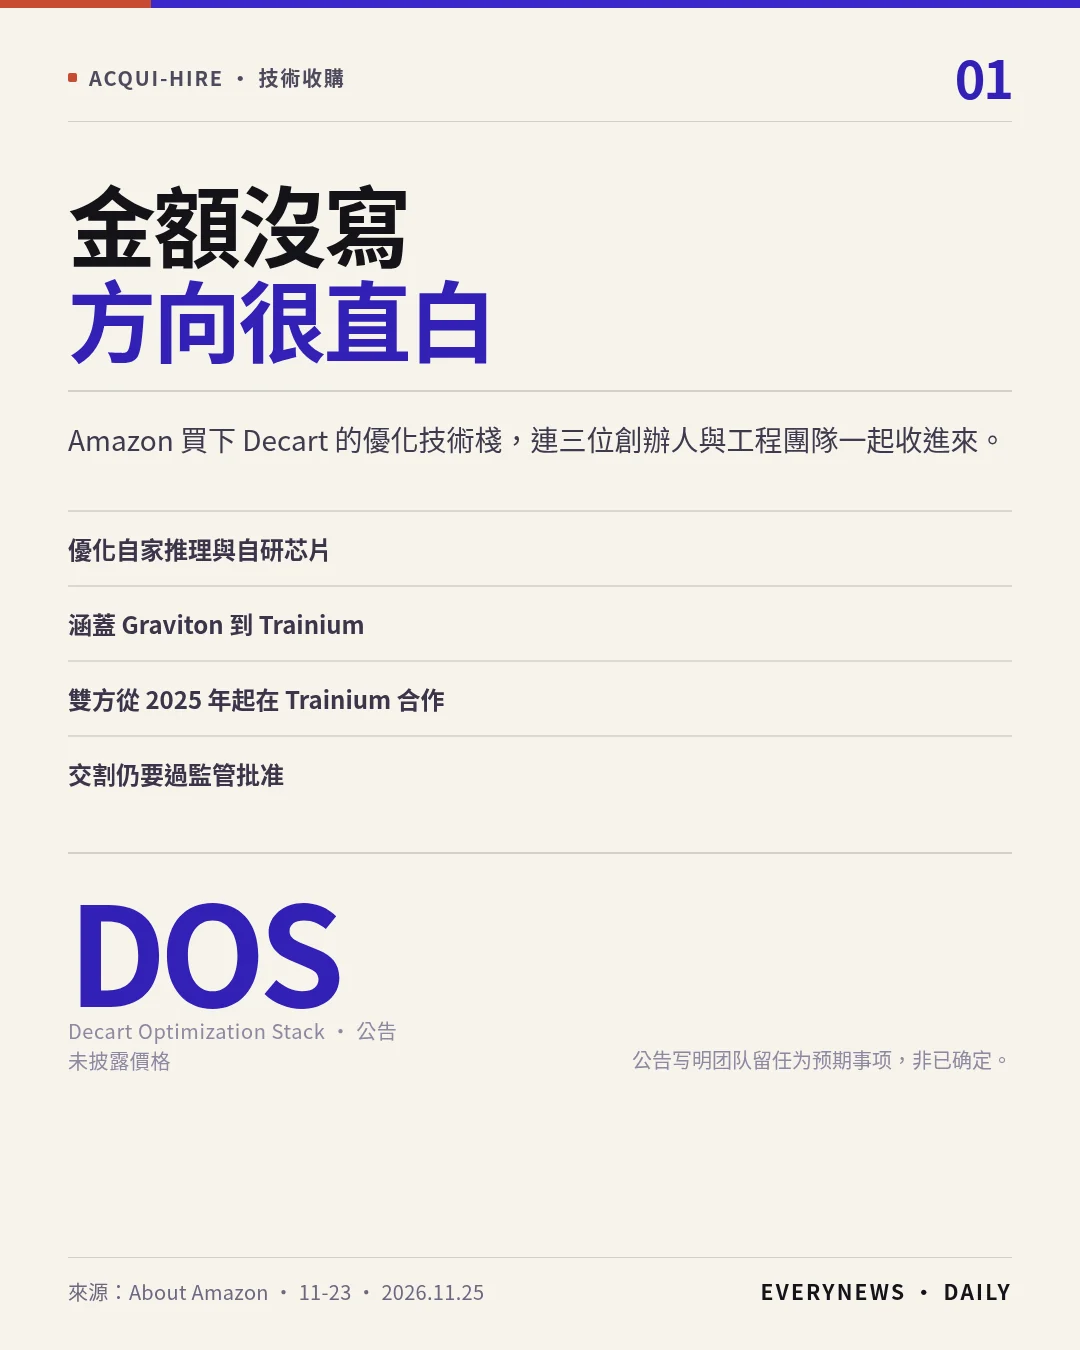 ACQUI-HIRE • 技術收購
01
金額沒寫
方向很直白
Amazon 買下 Decart 的優化技術棧，連三位創辦人與工程團隊一起收進來。
優化自家推理與自研芯片
涵蓋 Graviton 到 Trainium
雙方從 2025 年起在 Trainium 合作
交割仍要過監管批准
DOS
Decart Optimization Stack • 公告
未披露價格
公告写明团队留任为预期事项，非已确定。
來源：About Amazon • 11-23 • 2026.11.25
EVERYNEWS • DAILY